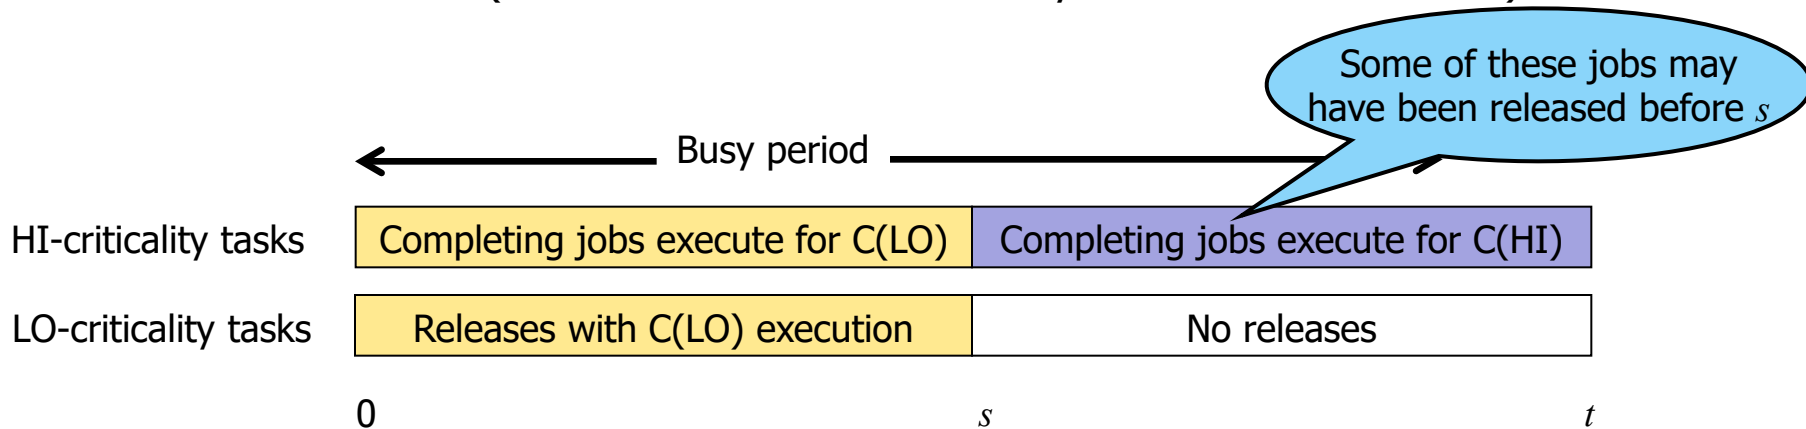 Some of these jobs may
have been released before s
Busy period
HI-criticality tasks
Completing jobs execute for C(LO)
Completing jobs execute for C(HI)
LO-criticality tasks
Releases with C(LO) execution
No releases
0
s
t